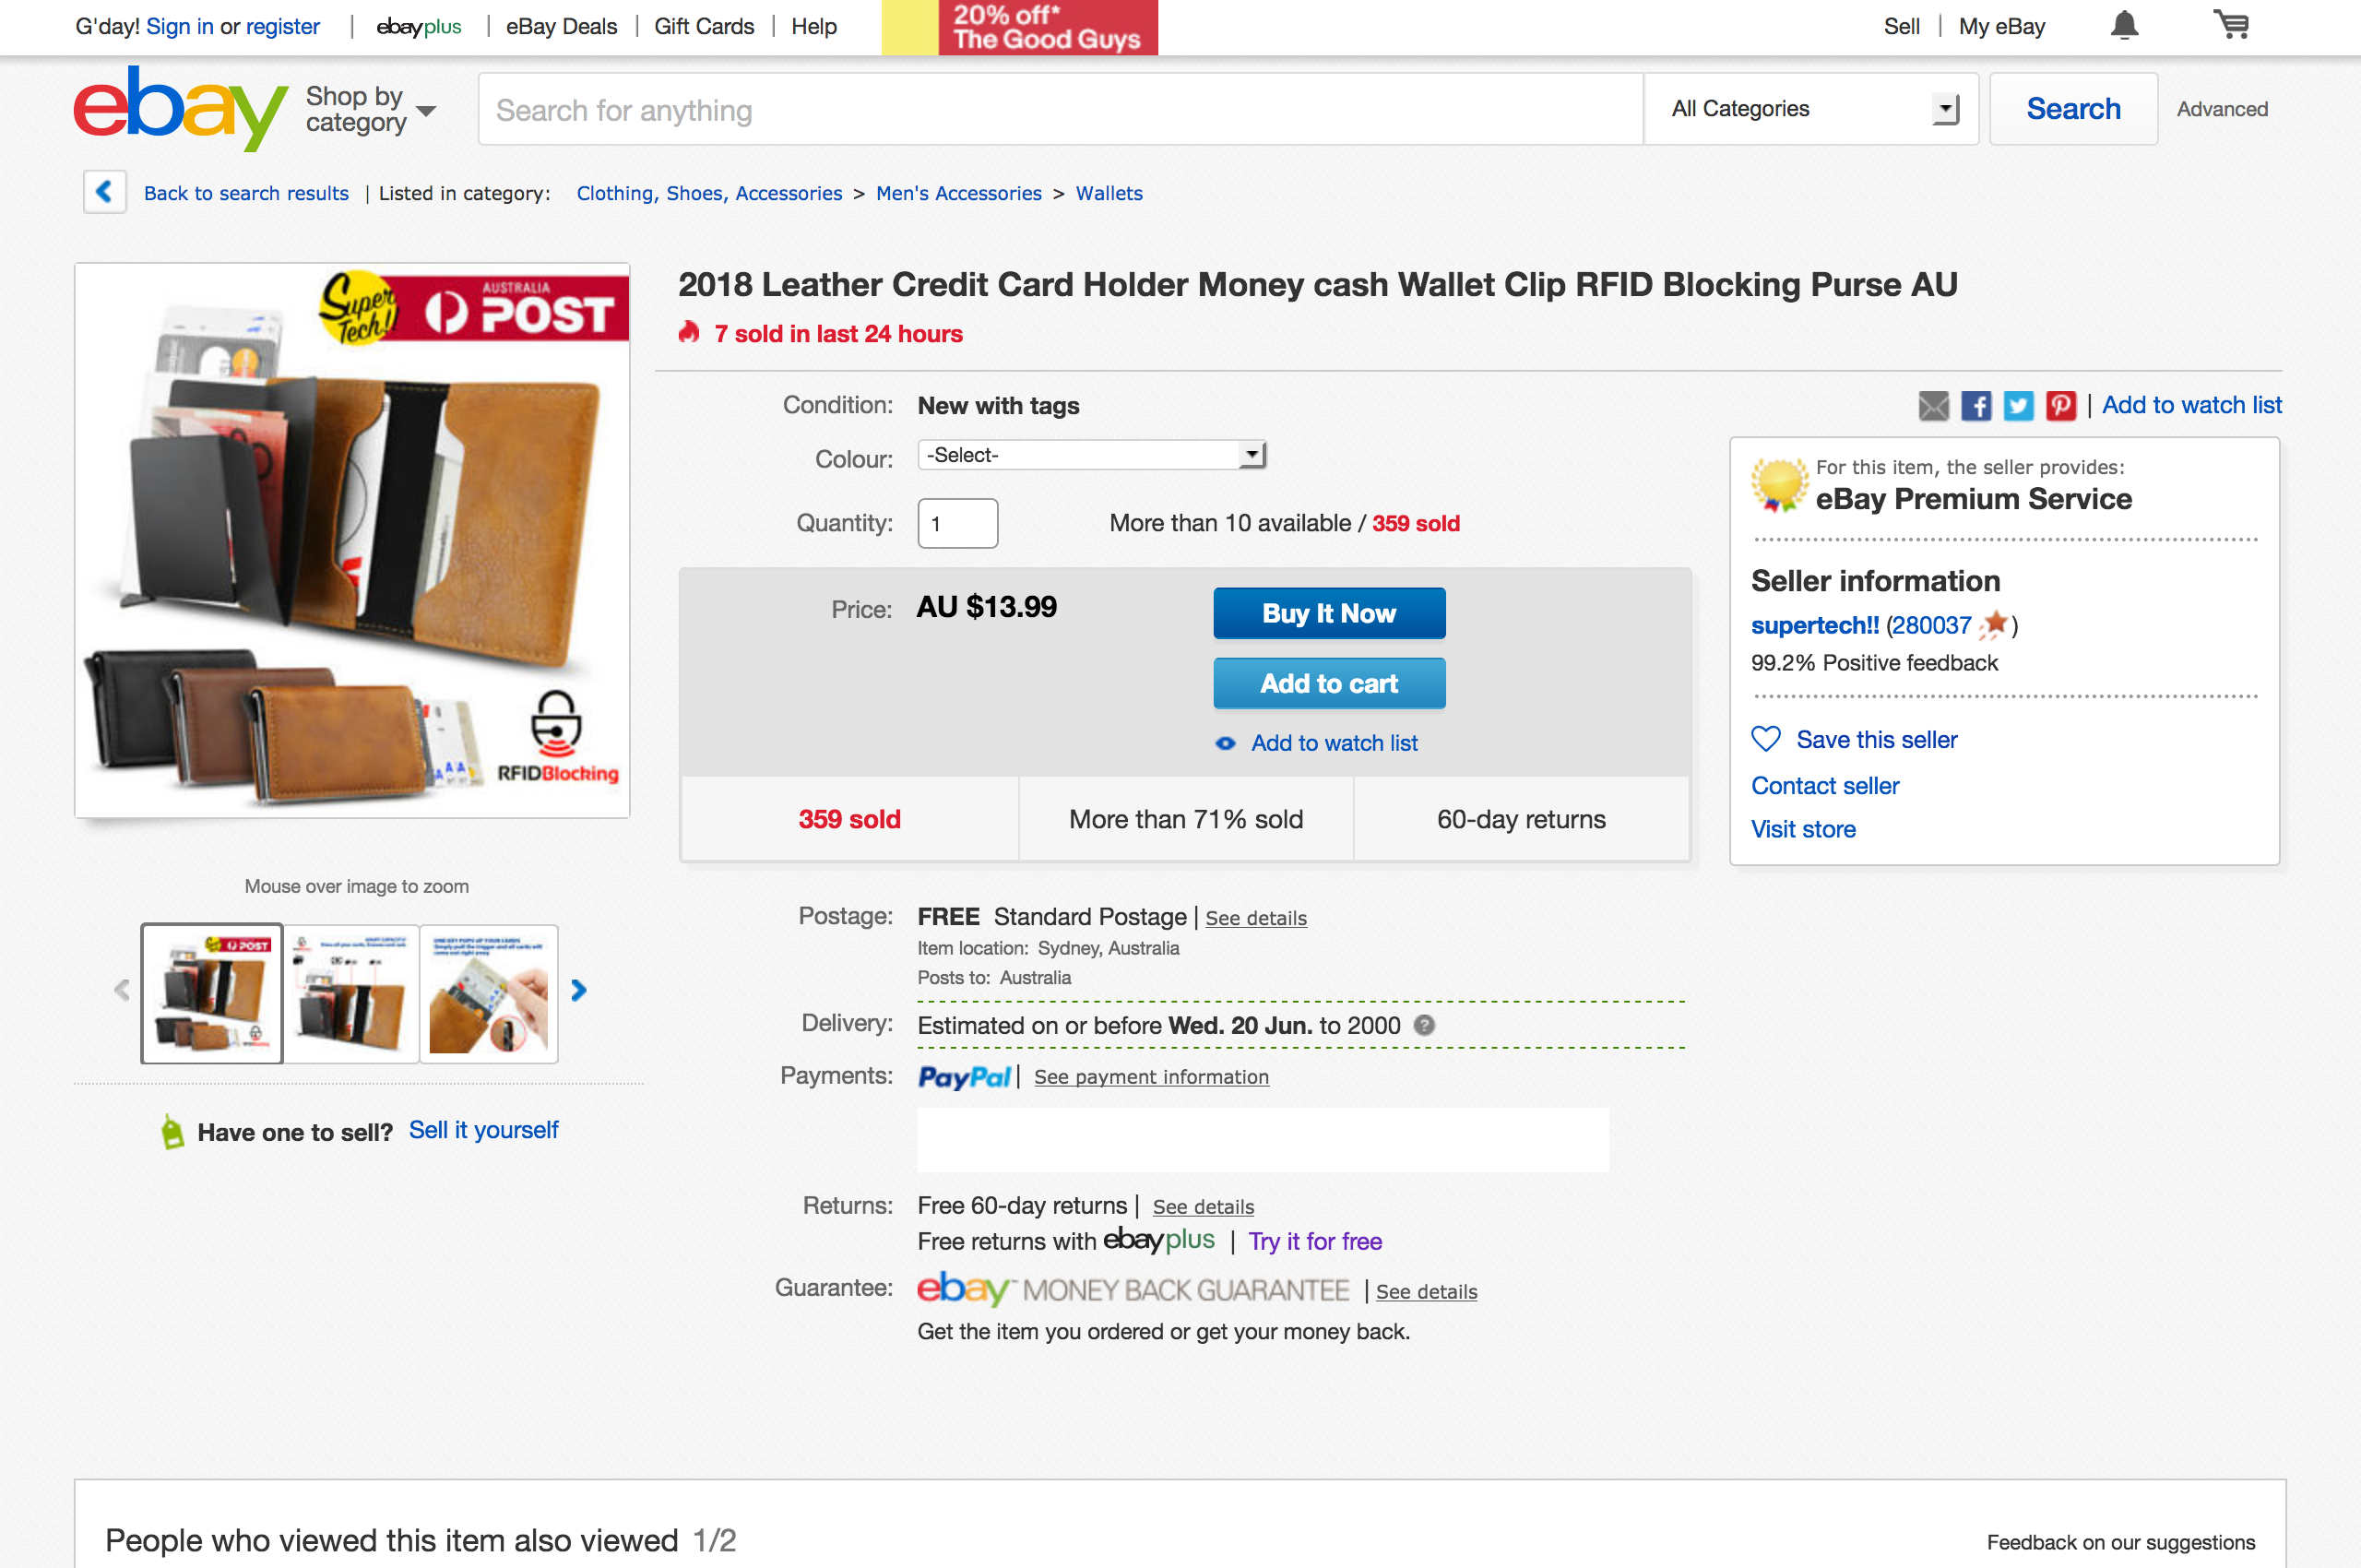 G'day! Sign in or register | ebayplus | eBay Deals | Gift Cards | Help
20% off*
The Good Guys
Sell | My eBay
ebay
Shop by
category
Search for anything
All Categories
Search
Advanced
Back to search results | Listed in category: Clothing, Shoes, Accessories > Men's Accessories > Wallets
Super
Tech!
AUSTRALIA
POST
RFIDBlocking
Mouse over image to zoom
POST
Have one to sell? Sell it yourself
2018 Leather Credit Card Holder Money cash Wallet Clip RFID Blocking Purse AU
7 sold in last 24 hours
Condition: New with tags
Colour: -Select-
Quantity: 1 More than 10 available / 359 sold
Price: AU $13.99
Buy It Now
Add to cart
Add to watch list
359 sold
More than 71% sold
60-day returns
Postage: FREE Standard Postage | See details
Item location: Sydney, Australia
Posts to: Australia
Delivery: Estimated on or before Wed. 20 Jun. to 2000 ?
Payments: PayPal | See payment information
Returns: Free 60-day returns | See details
Free returns with ebayplus | Try it for free
Guarantee: ebay™ MONEY BACK GUARANTEE | See details
Get the item you ordered or get your money back.
| Add to watch list
For this item, the seller provides:
eBay Premium Service
Seller information
supertech!! (280037 )
99.2% Positive feedback
Save this seller
Contact seller
Visit store
People who viewed this item also viewed 1/2
Feedback on our suggestions